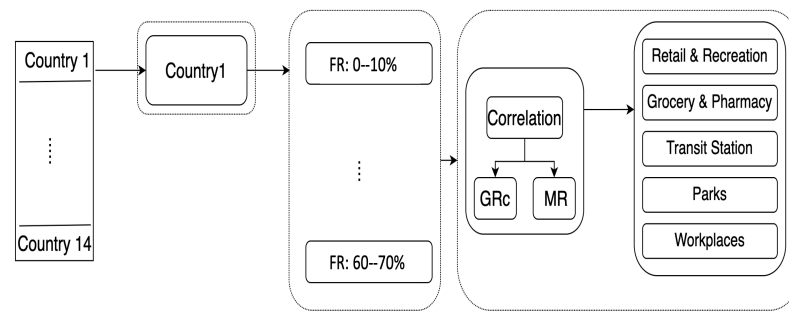 Country 1
Country 14
Country1
FR: 0--10%
FR: 60--70%
Correlation
GRc
MR
Retail & Recreation
Grocery & Pharmacy
Transit Station
Parks
Workplaces